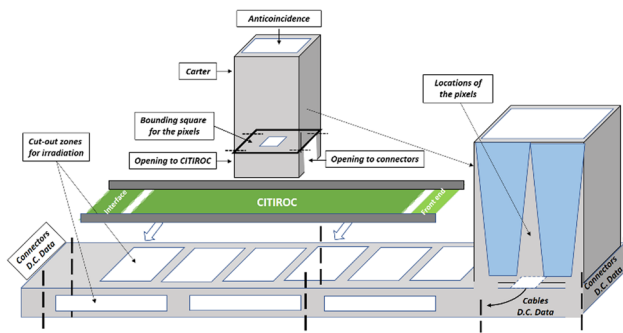 Anticoincidence
Carter
Locations of
the pixels
Bounding square
for the pixels
Cut-out zones
for irradiation
Opening to CITIROC
Opening to connectors
Interface
CITIROC
Front end
Connectors
D.C. Data
Connectors
D.C. Data
Cables
D.C. Data